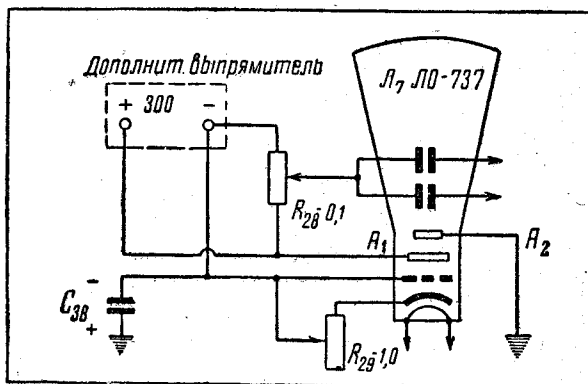 Дополнит. выпрямитель
+ 300 -
Л₇ ЛО-737
R₂₈-0,1
A₁
A₂
-
C₃₈
+
R₂₉-1,0